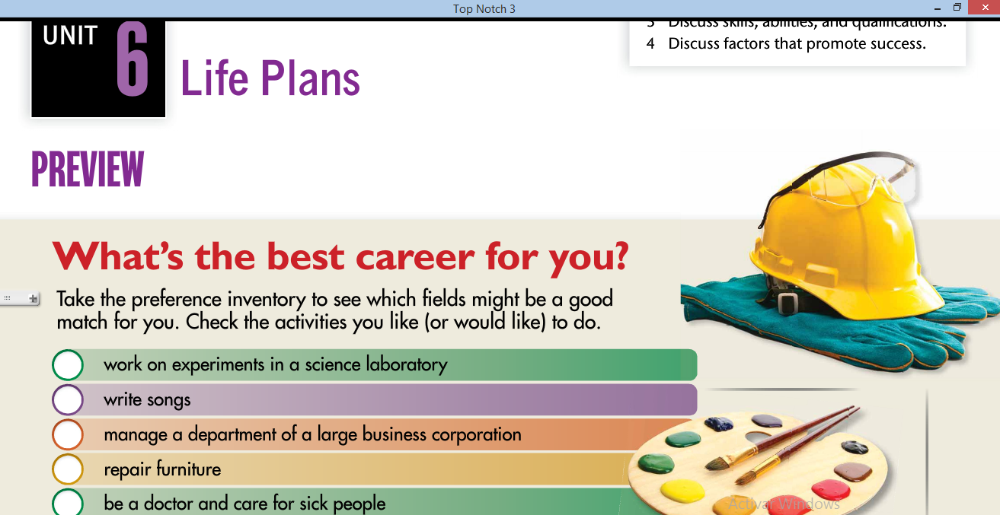 Top Notch 3
UNIT 6
Life Plans
3 Discuss skills, abilities, and qualifications.
4 Discuss factors that promote success.
PREVIEW
What's the best career for you?
Take the preference inventory to see which fields might be a good
match for you. Check the activities you like (or would like) to do.
work on experiments in a science laboratory
write songs
manage a department of a large business corporation
repair furniture
be a doctor and care for sick people
Activar Windows